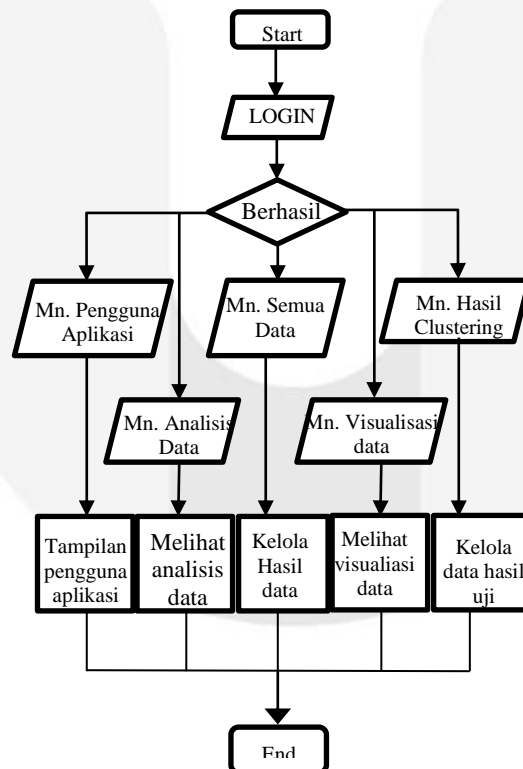 Start
LOGIN
Berhasil
Mn. Pengguna
Aplikasi
Mn. Semua
Data
Mn. Hasil
Clustering
Mn. Analisis
Data
Mn. Visualisasi
data
Tampilan
pengguna
aplikasi
Melihat
analisis
data
Kelola
Hasil
data
Melihat
visualiasi
data
Kelola
data hasil
uji
End